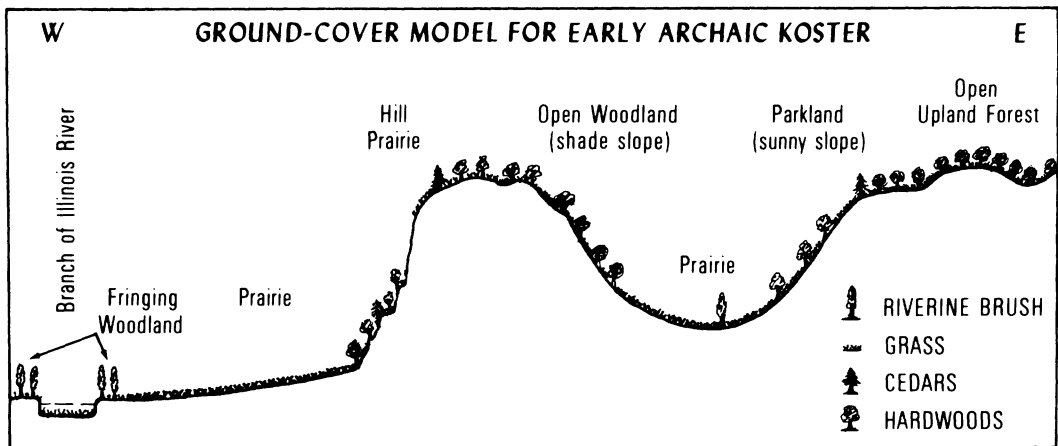 W GROUND-COVER MODEL FOR EARLY ARCHAIC KOSTER E
Branch of Illinois River
Fringing
Woodland
Prairie
Hill
Prairie
Open Woodland
(shade slope)
Prairie
Parkland
(sunny slope)
Open
Upland Forest
RIVERINE BRUSH
GRASS
CEDARS
HARDWOODS